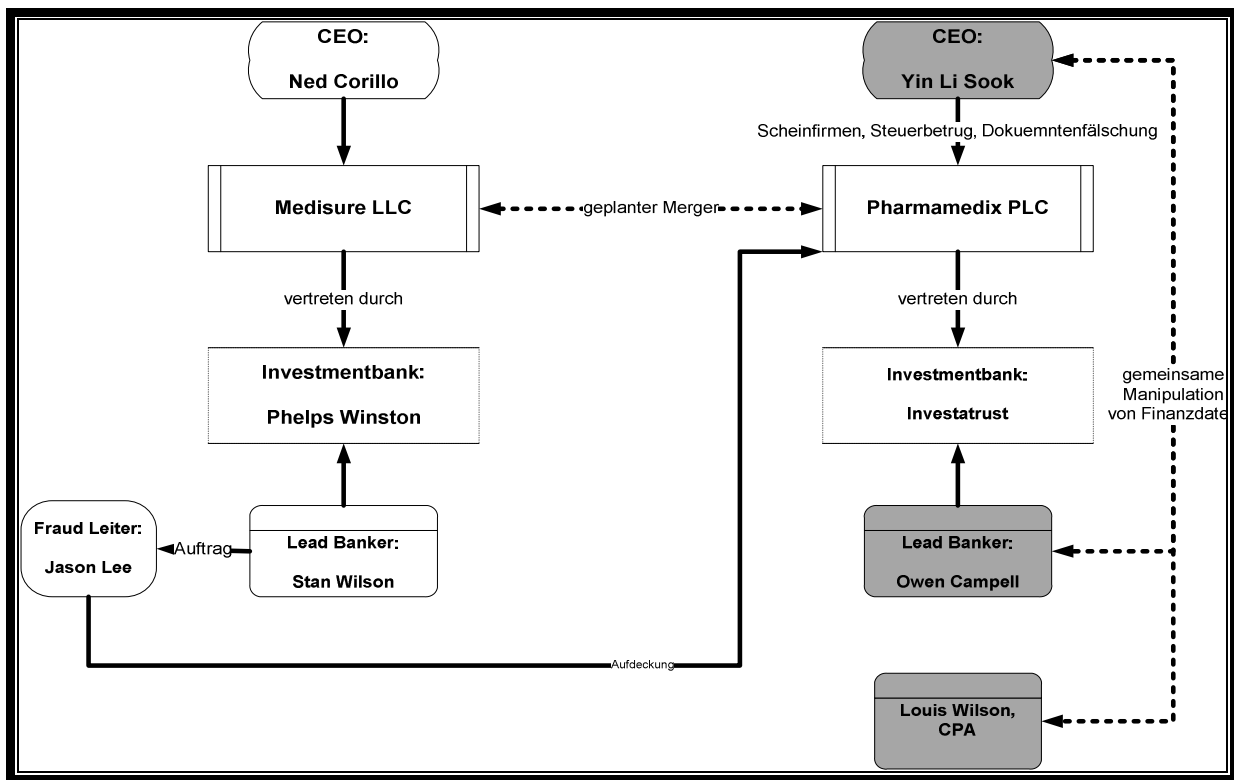 CEO:
Ned Corillo
CEO:
Yin Li Sook
Scheinfirmen, Steuerbetrug, Dokuemntenfälschung
Medisure LLC
geplanter Merger
Pharmamedix PLC
vertreten durch
vertreten durch
Investmentbank:
Phelps Winston
Investmentbank:
Investatrust
gemeinsame
Manipulation
von Finanzdate
Fraud Leiter:
Jason Lee
Auftrag
Lead Banker:
Stan Wilson
Lead Banker:
Owen Campell
Aufdeckung
Louis Wilson,
CPA